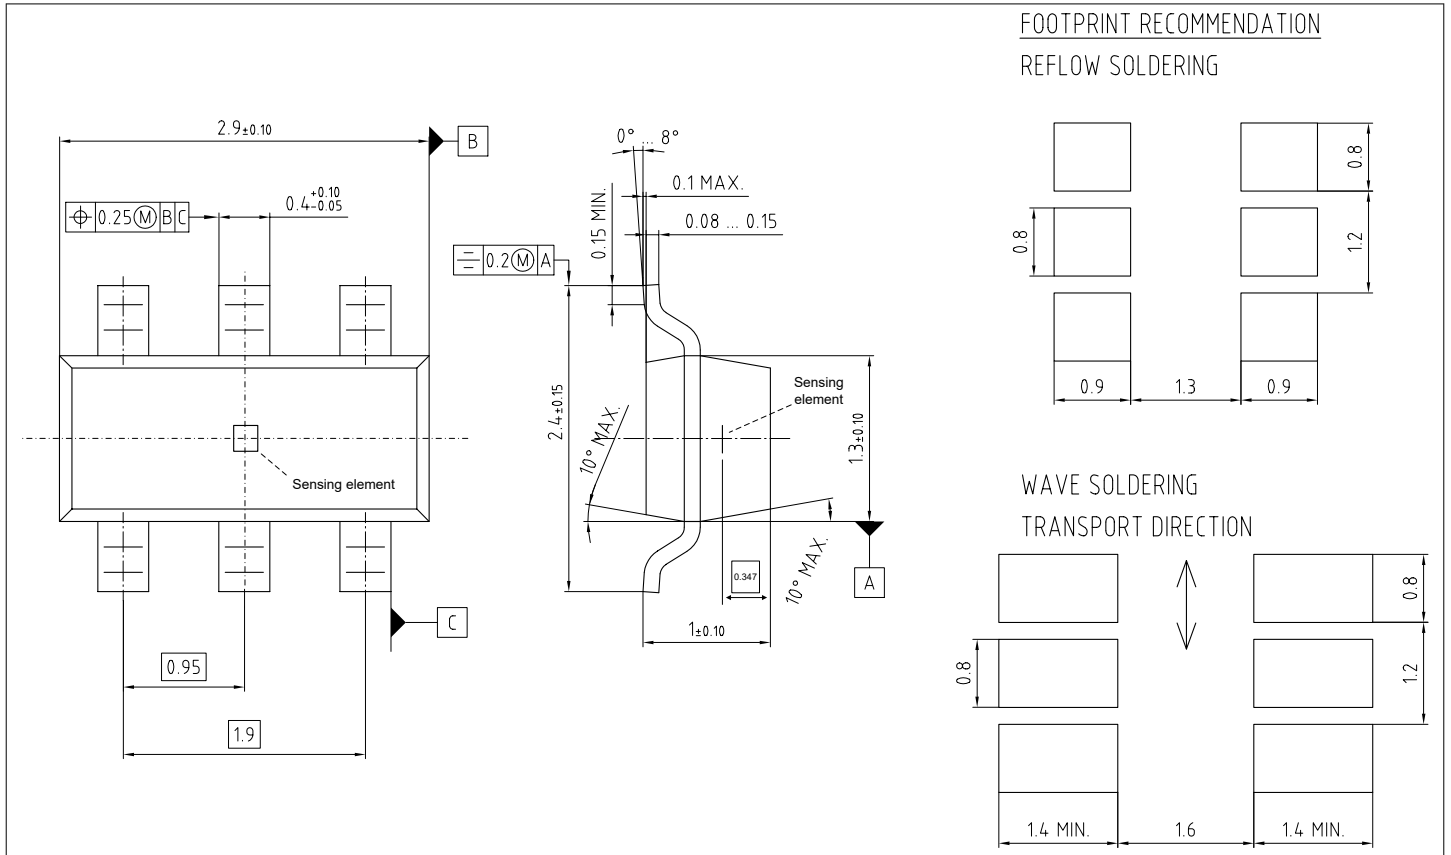 FOOTPRINT RECOMMENDATION
REFLOW SOLDERING
2.9±0.10
B
0° ... 8°
0.1 MAX.
0.8
0.4 +0.10 -0.05
0.25 Ⓜ B C
0.15 MIN.
0.08 ... 0.15
0.8
1.2
0.2 Ⓜ A
0.9
1.3
0.9
Sensing
element
2.4±0.15
10° MAX.
1.3±0.10
Sensing element
WAVE SOLDERING
TRANSPORT DIRECTION
0.347
10° MAX.
A
0.8
C
1±0.10
0.95
0.8
1.2
1.9
1.4 MIN.
1.6
1.4 MIN.